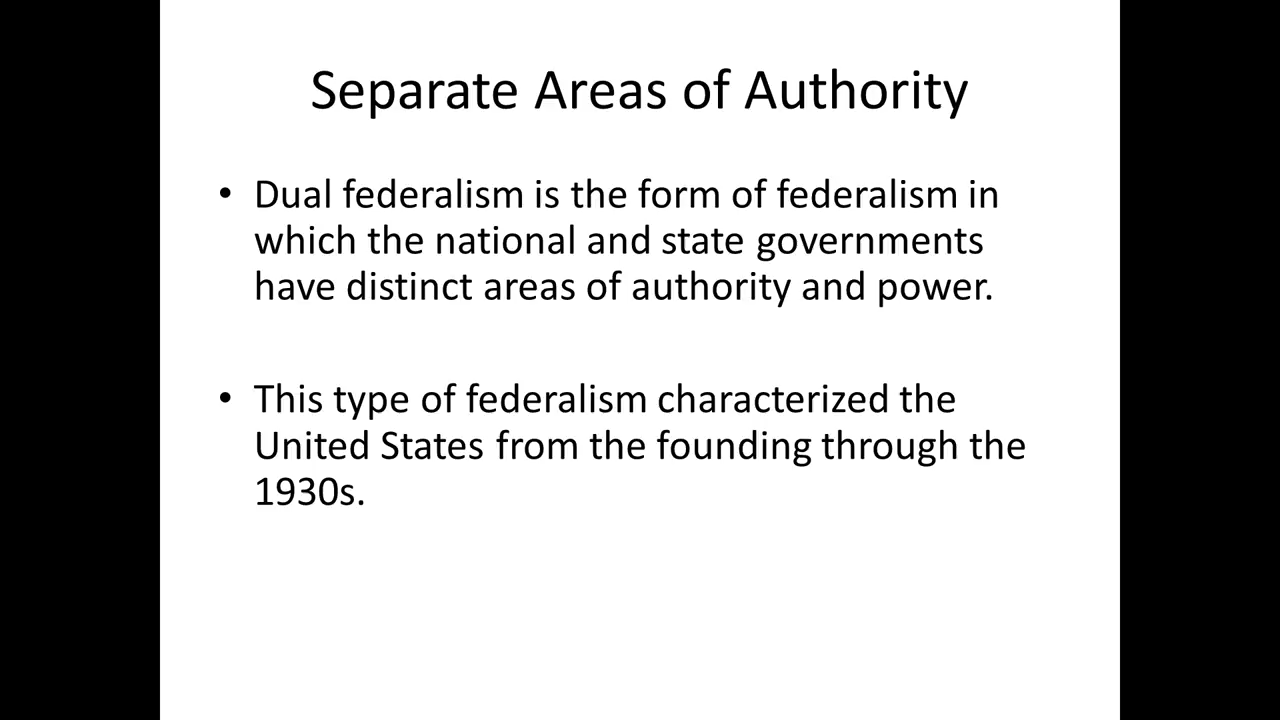 Separate Areas of Authority
• Dual federalism is the form of federalism in
which the national and state governments
have distinct areas of authority and power.
• This type of federalism characterized the
United States from the founding through the
1930s.